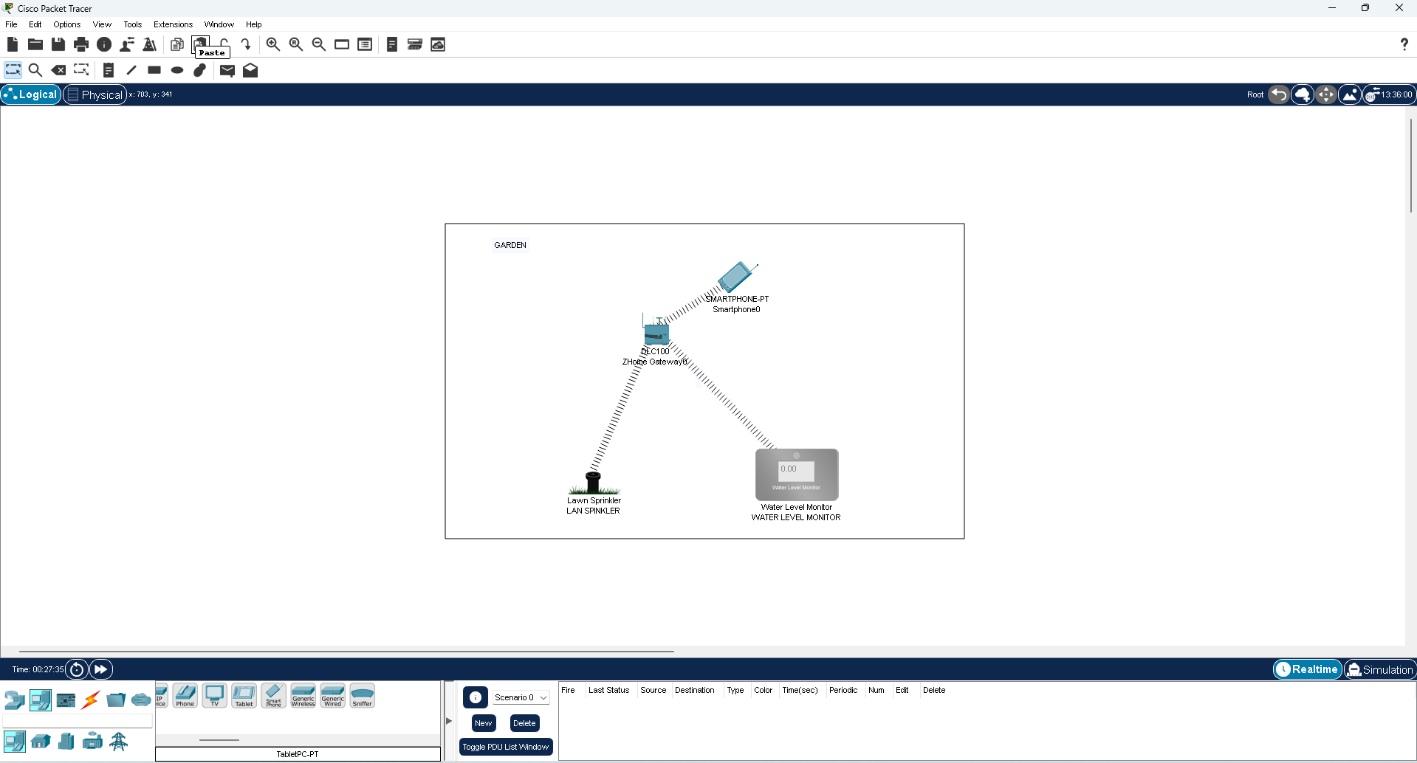 Cisco Packet Tracer
File Edit Options View Tools Extensions Window Help
Paste
?
Logical Physical x: 703, y: 341 Root 13:36:00
GARDEN
SMARTPHONE-PT
Smartphone0
DLC100
ZHome Gateway0
0.00
Water Level Monitor
Lawn Sprinkler
LAN SPINKLER
Water Level Monitor
WATER LEVEL MONITOR
Time: 00:27:35 Realtime Simulation
IP Phone TV Tablet Smart Phone Generic Wireless Generic Wired Sniffer
TabletPC-PT
Scenario 0
New Delete
Toggle PDU List Window
Fire Last Status Source Destination Type Color Time(sec) Periodic Num Edit Delete